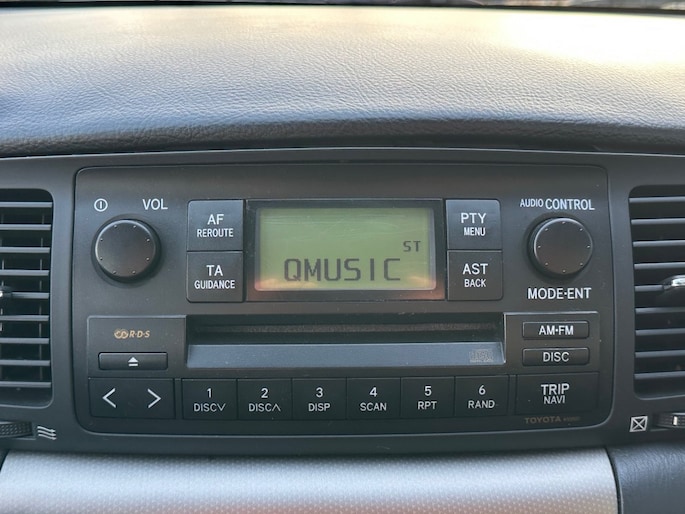 VOL
AF
REROUTE
TA
GUIDANCE
ST
QMUSIC
PTY
MENU
AST
BACK
AUDIO CONTROL
MODE·ENT
R·D·S
AM·FM
DISC
1
DISC∨
2
DISC∧
3
DISP
4
SCAN
5
RPT
6
RAND
TRIP
NAVI
TOYOTA